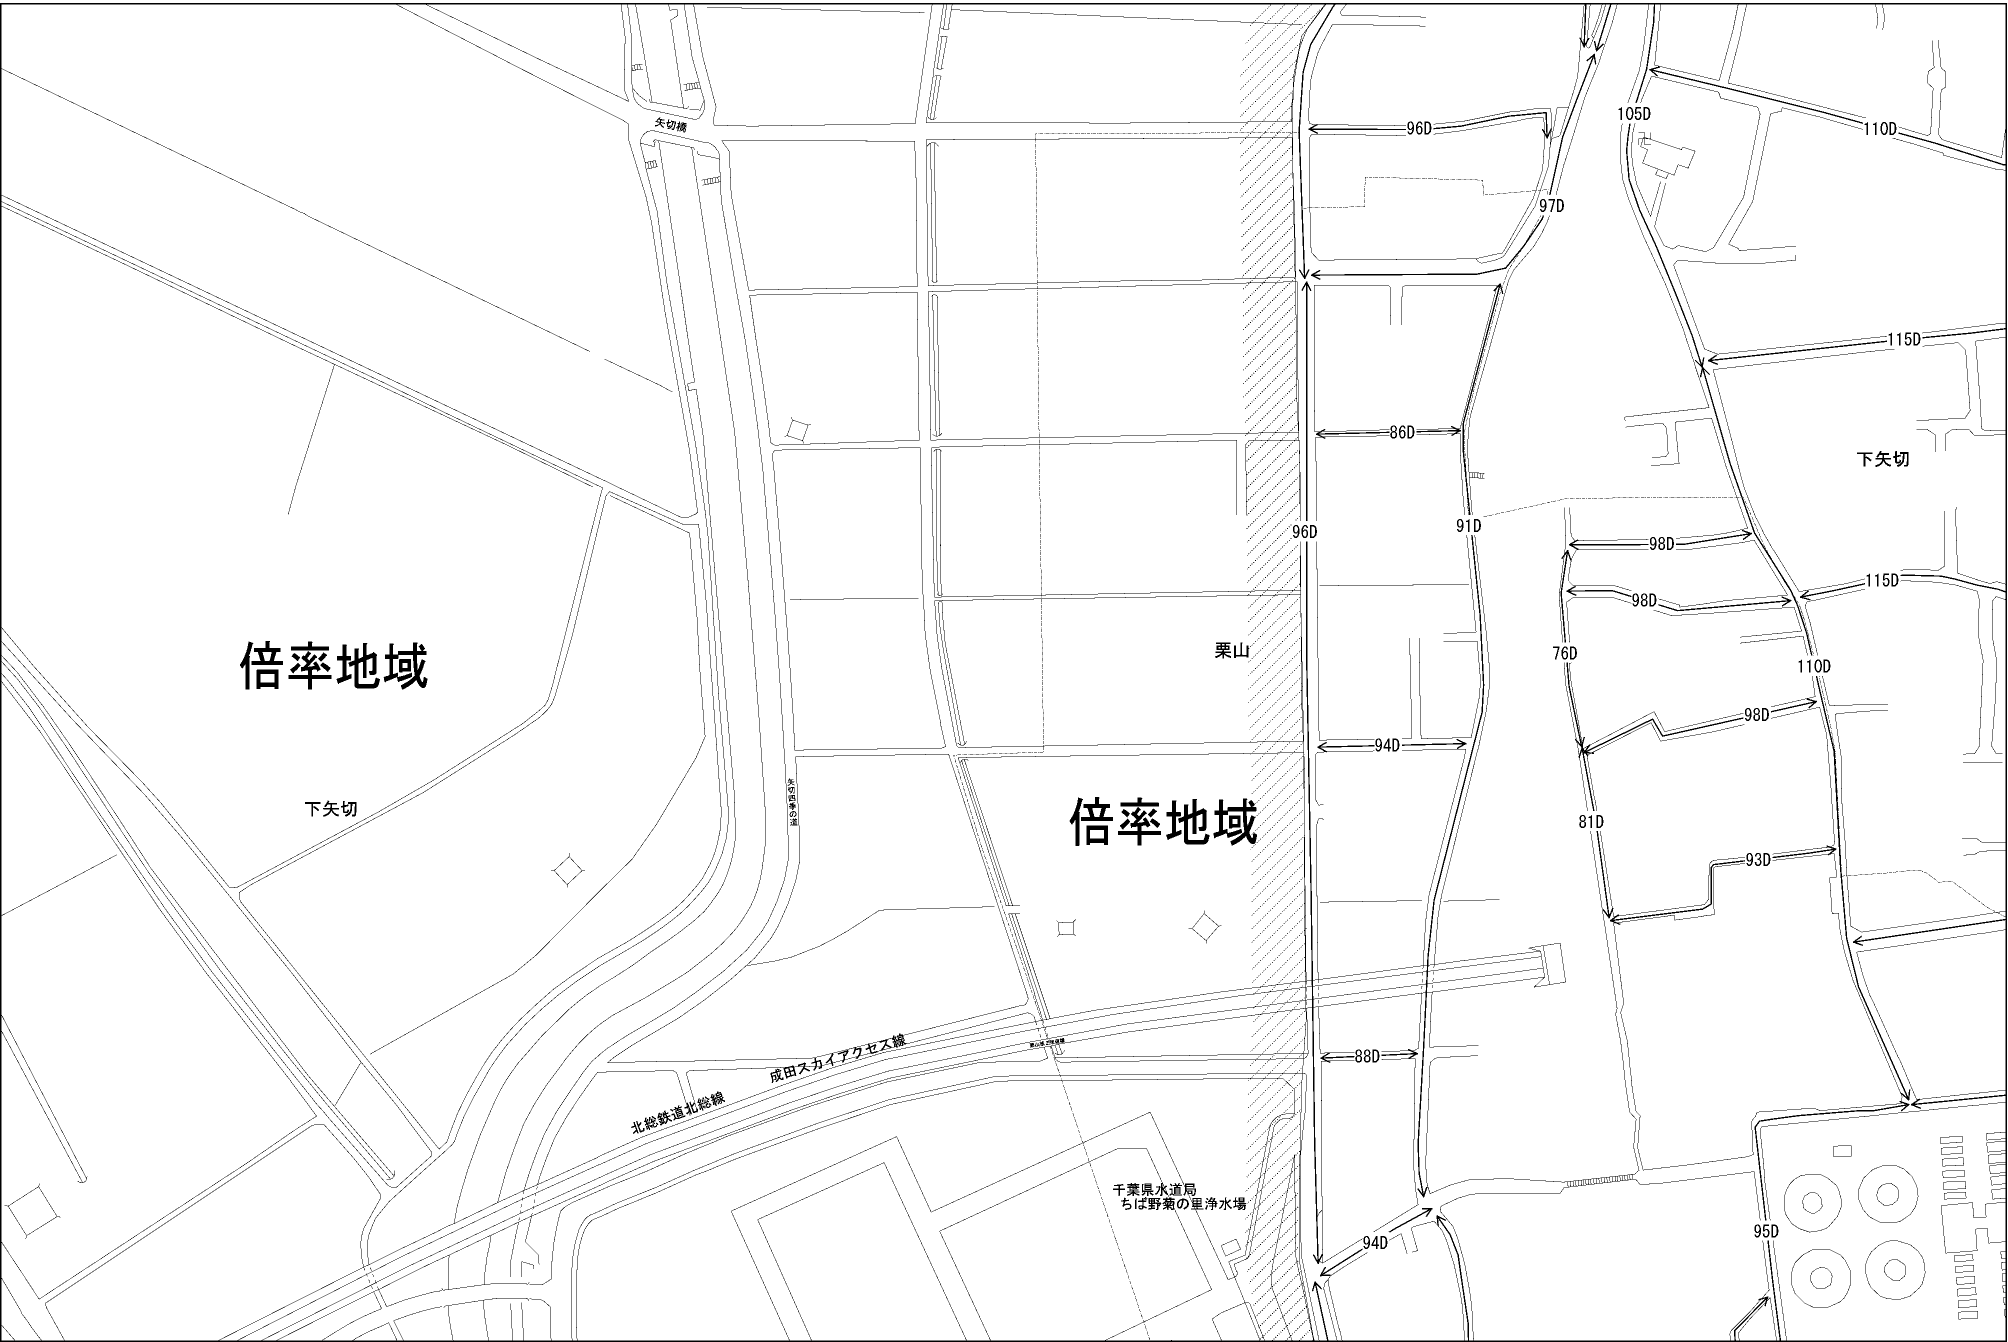 矢切橋
105D
96D
110D
97D
115D
86D
下矢切
91D
96D
98D
115D
98D
栗山
76D
110D
倍率地域
98D
94D
矢切四季の道
下矢切
倍率地域
81D
93D
成田スカイアクセス線
88D
北総鉄道北総線
千葉県水道局
ちば野菊の里浄水場
95D
94D